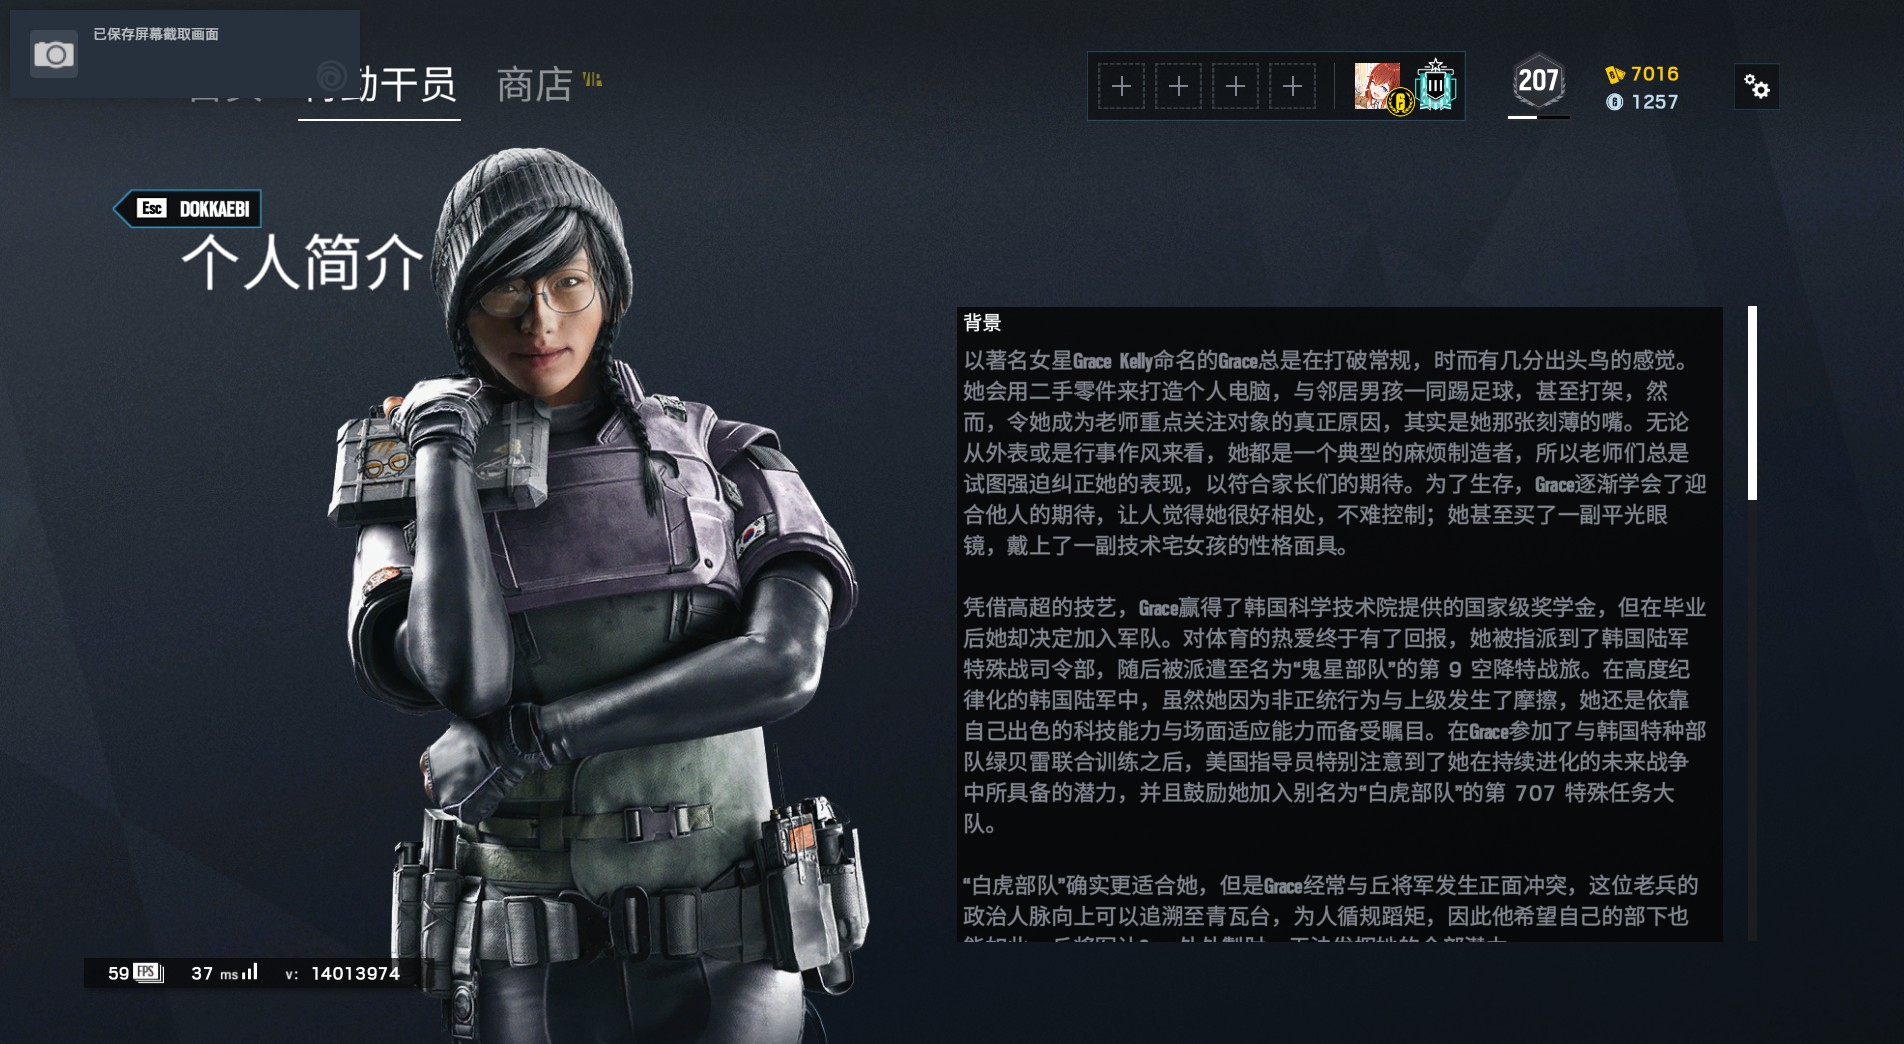 已保存屏幕截取画面
动干员
商店
207
7016
1257
Esc DOKKAEBI
个人简介
背景
以著名女星Grace Kelly命名的Grace总是在打破常规，时而有几分出头鸟的感觉。
她会用二手零件来打造个人电脑，与邻居男孩一同踢足球，甚至打架，然
而，令她成为老师重点关注对象的真正原因，其实是她那张刻薄的嘴。无论
从外表或是行事作风来看，她都是一个典型的麻烦制造者，所以老师们总是
试图强迫纠正她的表现，以符合家长们的期待。为了生存，Grace逐渐学会了迎
合他人的期待，让人觉得她很好相处，不难控制；她甚至买了一副平光眼
镜，戴上了一副技术宅女孩的性格面具。
凭借高超的技艺，Grace赢得了韩国科学技术院提供的国家级奖学金，但在毕业
后她却决定加入军队。对体育的热爱终于有了回报，她被指派到了韩国陆军
特殊战司令部，随后被派遣至名为“鬼星部队”的第 9 空降特战旅。在高度纪
律化的韩国陆军中，虽然她因为非正统行为与上级发生了摩擦，她还是依靠
自己出色的科技能力与场面适应能力而备受瞩目。在Grace参加了与韩国特种部
队绿贝雷联合训练之后，美国指导员特别注意到了她在持续进化的未来战争
中所具备的潜力，并且鼓励她加入别名为“白虎部队”的第 707 特殊任务大
队。
“白虎部队”确实更适合她，但是Grace经常与丘将军发生正面冲突，这位老兵的
政治人脉向上可以追溯至青瓦台，为人循规蹈矩，因此他希望自己的部下也
59 FPS 37 ms v: 14013974